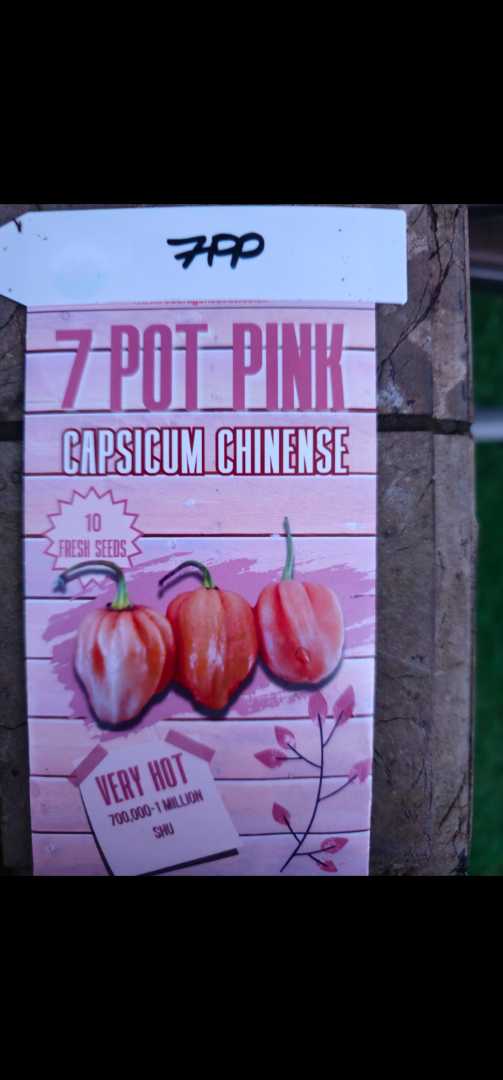 7PP
7 POT PINK
CAPSICUM CHINENSE
10
FRESH SEEDS
VERY HOT
700,000-1 MILLION
SHU